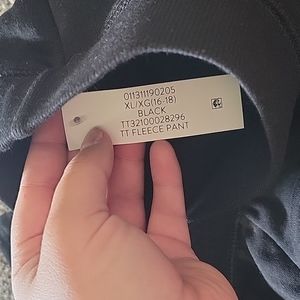 011311190205
XL/XG(16-18)
BLACK
TT32100028296
TT FLEECE PANT